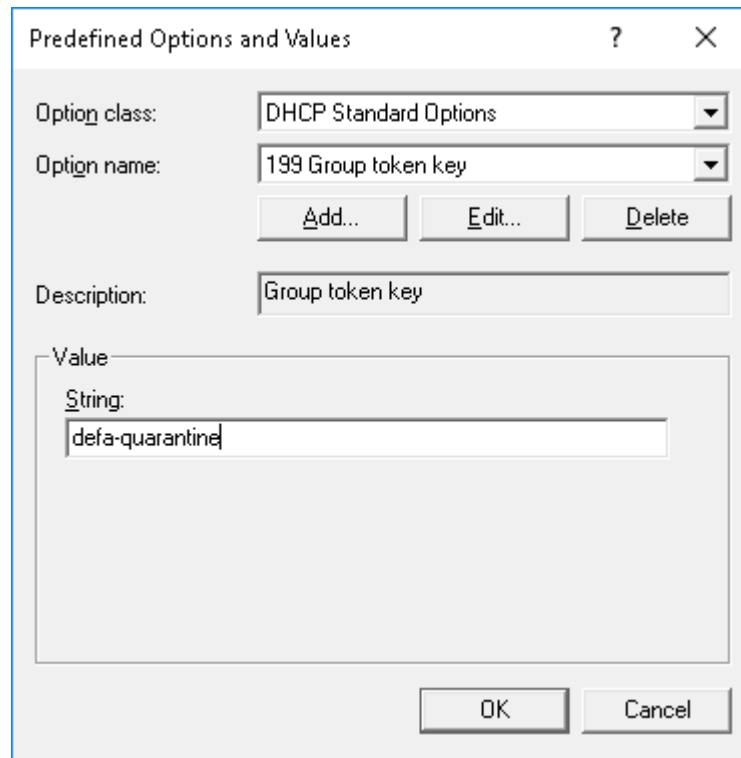 Predefined Options and Values
Option class:
DHCP Standard Options
Option name:
199 Group token key
Add...
Edit...
Delete
Description:
Group token key
Value
String:
defa-quarantine
OK
Cancel